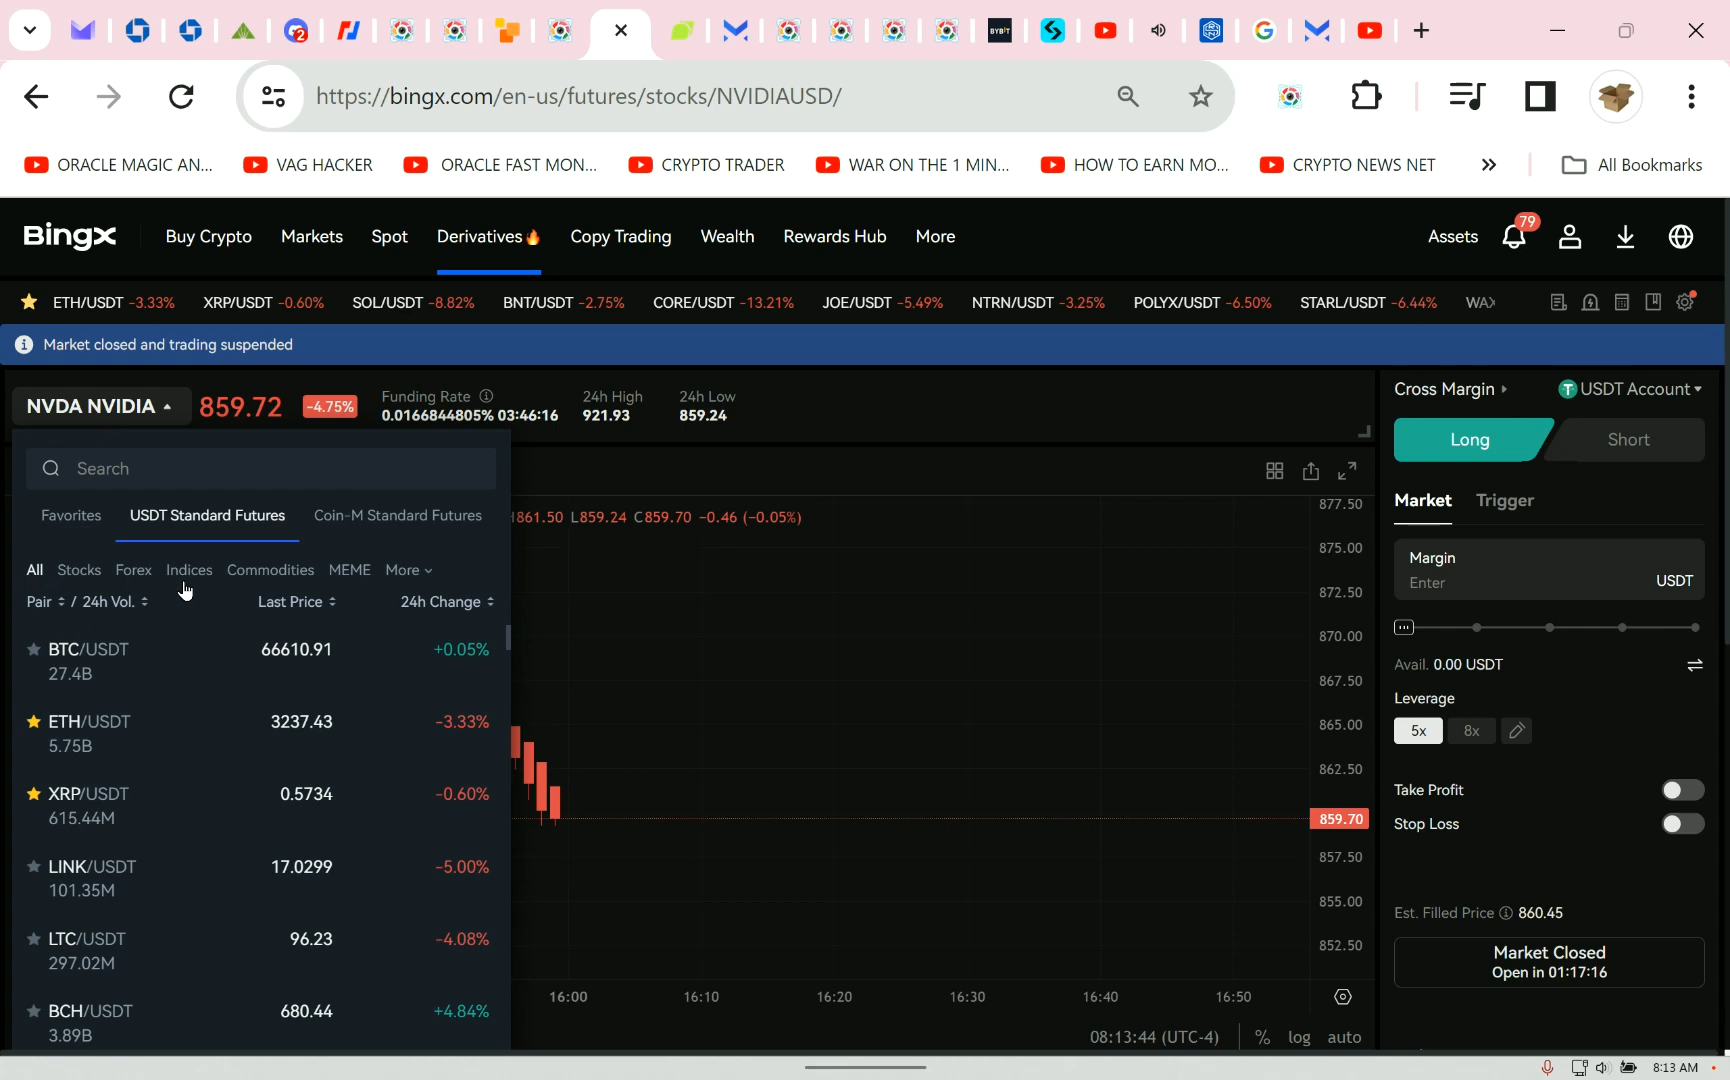 2
BYBIT
https://bingx.com/en-us/futures/stocks/NVIDIAUSD/
ORACLE MAGIC AN... VAG HACKER ORACLE FAST MON... CRYPTO TRADER WAR ON THE 1 MIN... HOW TO EARN MO... CRYPTO NEWS NET » All Bookmarks
BingX Buy Crypto Markets Spot Derivatives Copy Trading Wealth Rewards Hub More Assets 79
ETH/USDT -3.33% XRP/USDT -0.60% SOL/USDT -8.82% BNT/USDT -2.75% CORE/USDT -13.21% JOE/USDT -5.49% NTRN/USDT -3.25% POLYX/USDT -6.50% STARL/USDT -6.44% WAX
Market closed and trading suspended
NVDA NVIDIA 859.72 -4.75%
Funding Rate 24h High 24h Low
0.0166844805% 03:46:16 921.93 859.24
Search
Favorites USDT Standard Futures Coin-M Standard Futures
All Stocks Forex Indices Commodities MEME More
Pair / 24h Vol. Last Price 24h Change
BTC/USDT 66610.91 +0.05%
27.4B
ETH/USDT 3237.43 -3.33%
5.75B
XRP/USDT 0.5734 -0.60%
615.44M
LINK/USDT 17.0299 -5.00%
101.35M
LTC/USDT 96.23 -4.08%
297.02M
BCH/USDT 680.44 +4.84%
3.89B
H861.50 L859.24 C859.70 -0.46 (-0.05%)
877.50
875.00
872.50
870.00
867.50
865.00
862.50
859.70
857.50
855.00
852.50
16:00 16:10 16:20 16:30 16:40 16:50
08:13:44 (UTC-4) % log auto
Cross Margin USDT Account
Long Short
Market Trigger
Margin
Enter USDT
Avail. 0.00 USDT
Leverage
5x 8x
Take Profit
Stop Loss
Est. Filled Price 860.45
Market Closed
Open in 01:17:16
8:13 AM